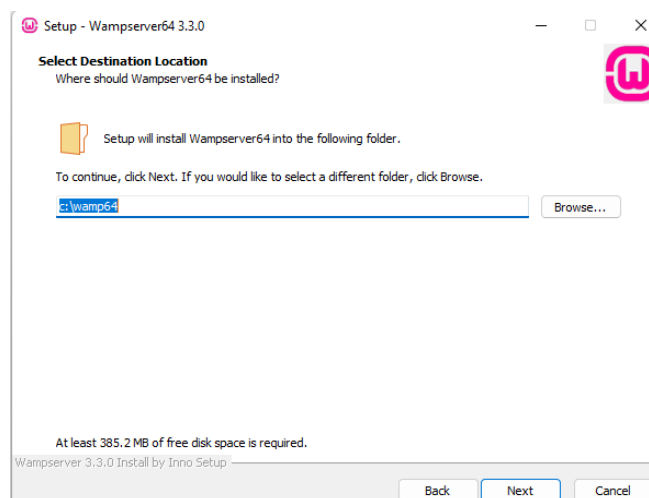 Setup - Wampserver64 3.3.0
Select Destination Location
Where should Wampserver64 be installed?
Setup will install Wampserver64 into the following folder.
To continue, click Next. If you would like to select a different folder, click Browse.
c:\wamp64
Browse...
At least 385.2 MB of free disk space is required.
Wampserver 3.3.0 Install by Inno Setup
Back Next Cancel